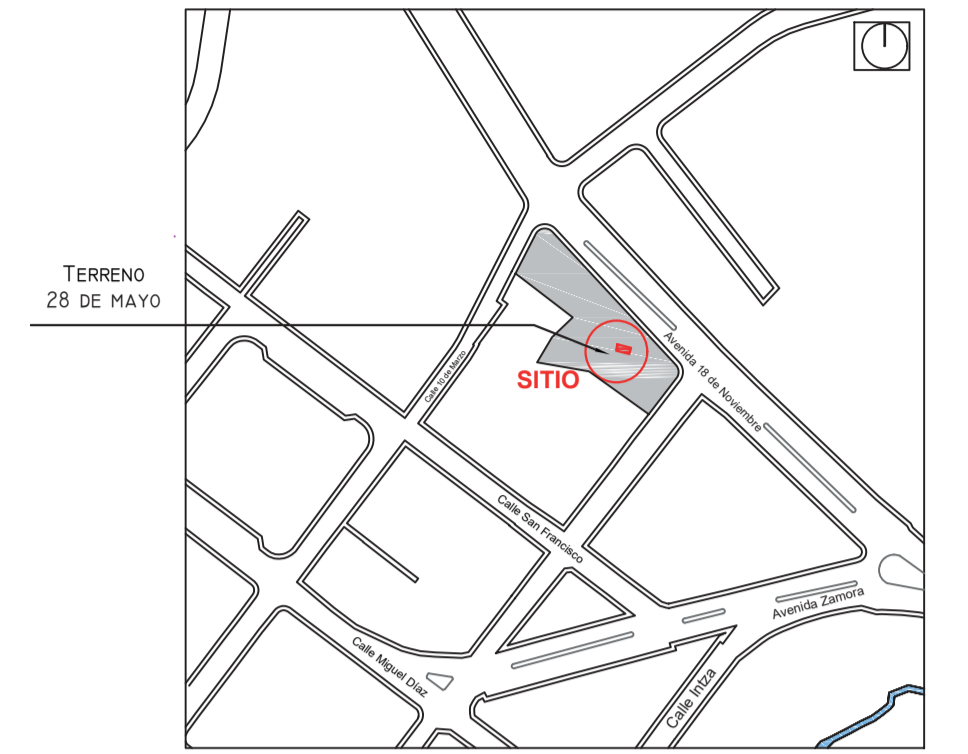 TERRENO
28 DE MAYO
SITIO
Calle 10 de Marzo
Avenida 18 de Noviembre
Calle San Francisco
Avenida Zamora
Calle Miguel Díaz
Calle Intza